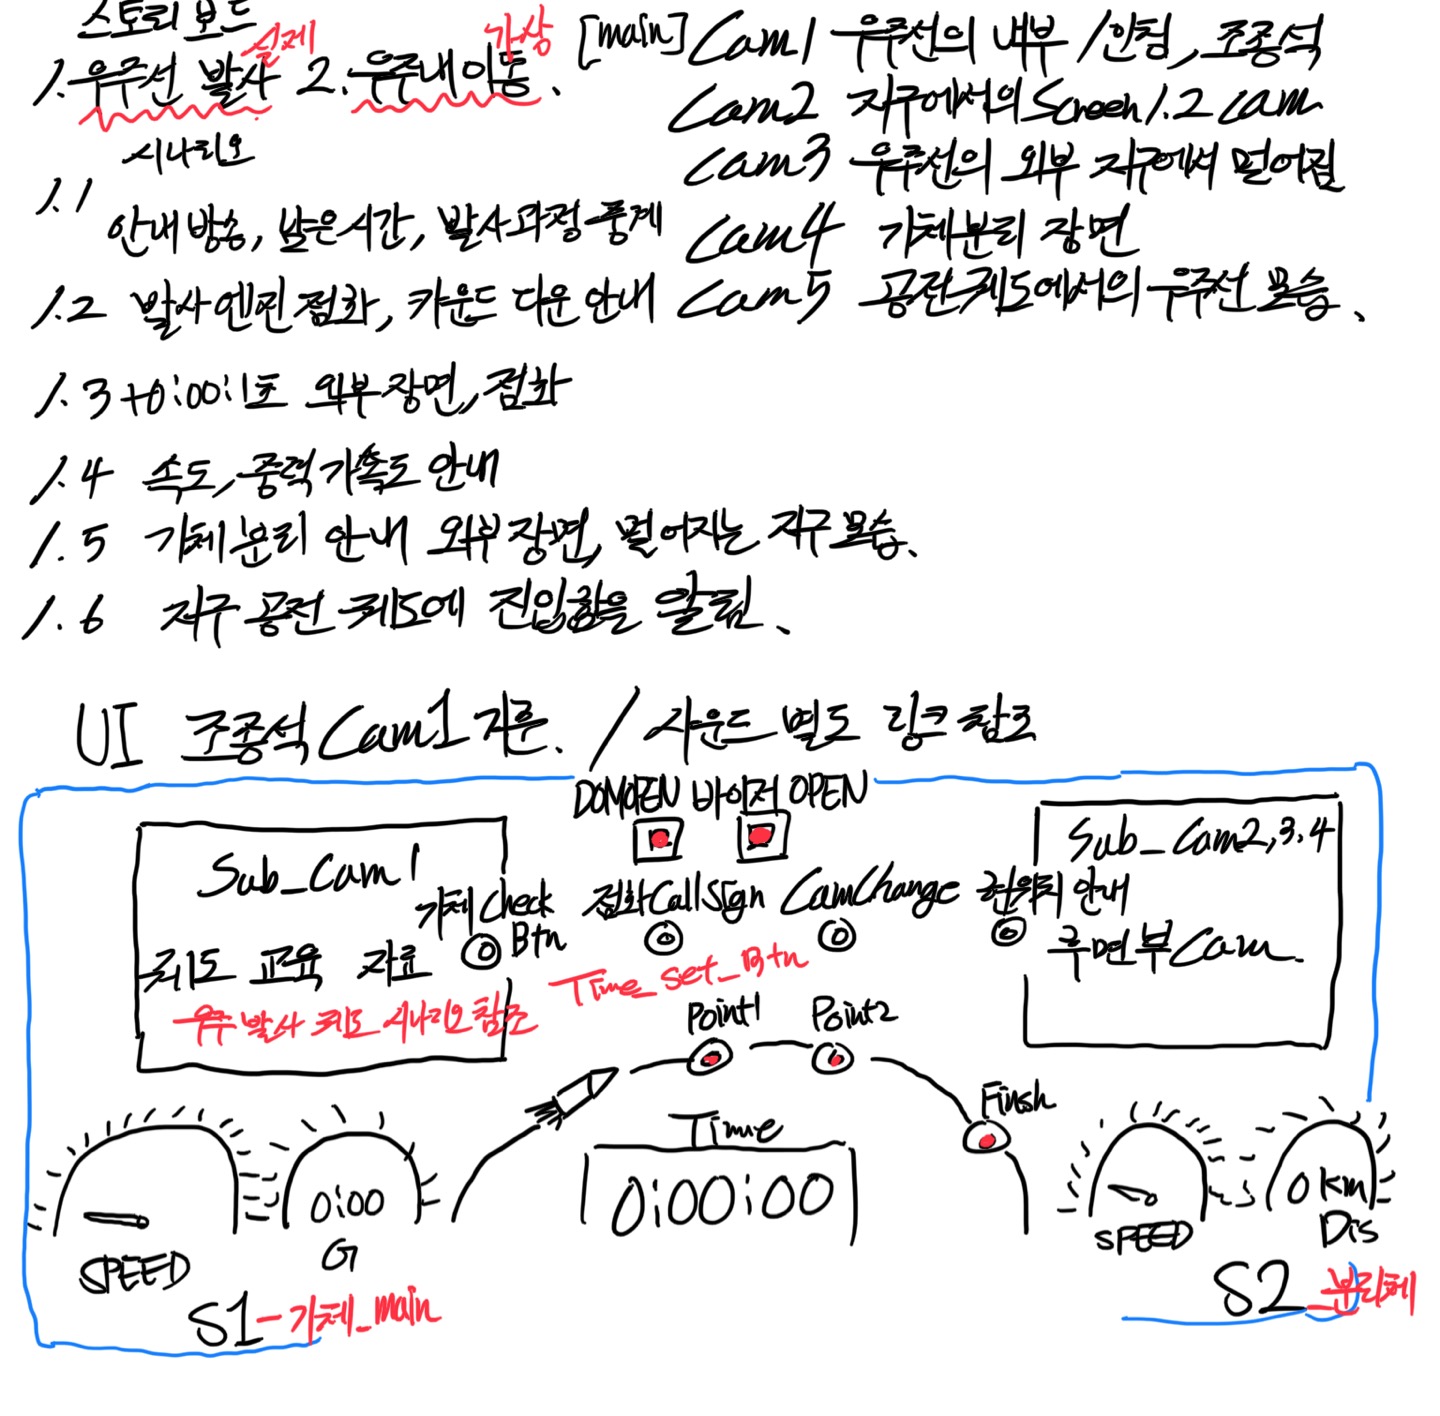 스토리보드
실제 가상
1. 우주선 발사 2. 우주내이동.
시나리오
1.1 안내방송, 남은시간, 발사과정 중계
1.2 발사엔진점화, 카운드 다운 안내
1.3 +0:00:1초 외부장면, 점화
1.4 속도, 중력가속도 안내
1.5 기체분리 안내 외부장면, 멀어지는 지구모습.
1.6 지구 공전 궤도에 진입함을 알림.
[main] Cam1 우주선의 내부 /인칭, 조종석
Cam2 지구에서의 Screen 1.2 cam
Cam3 우주선의 외부 지구에서 멀어짐
Cam4 기체분리 장면
Cam5 공전궤도에서의 우주선 모습.
UI 조종석 Cam1 기준. / 사운드 별도 링크 참조
DOMOPEN 바이저 OPEN
Sub_Cam1
궤도 교육 자료
우주 발사 궤도 시나리오 참조
기체 Check Btn
점화 CallSign
CamChange
현위치 안내
Sub_Cam2,3,4
후면부 Cam.
Time_set_Btn
Point1
Point2
Finsh
Time
0:00:00
SPEED
0:00
G
S1-기체_main
SPEED
0km
Dis
S2_분리체